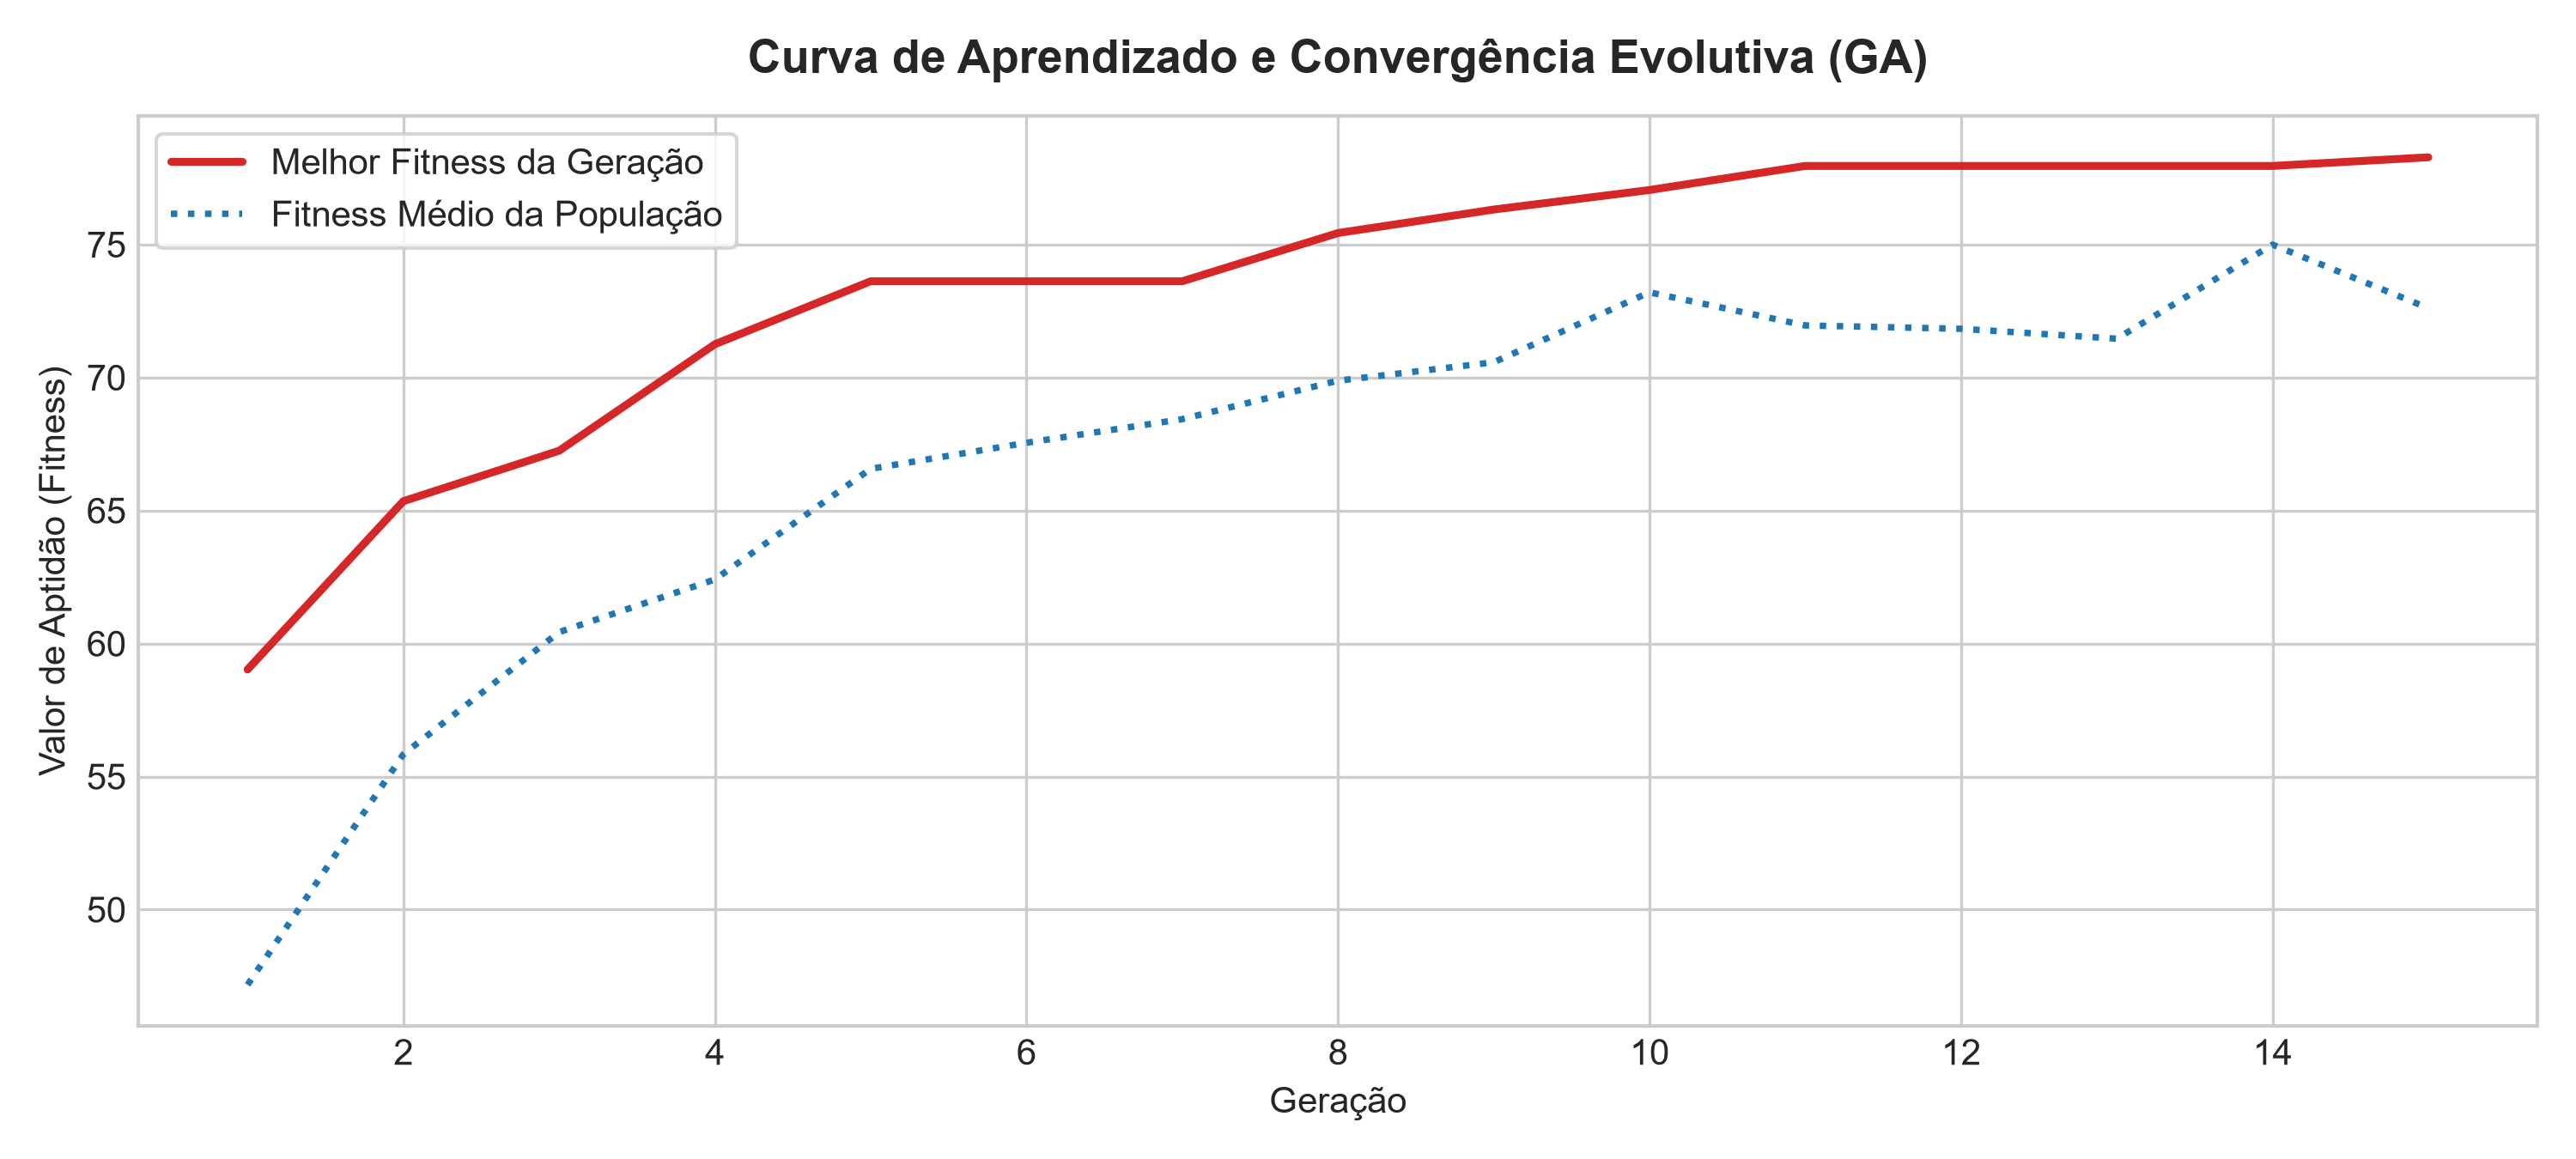 Curva de Aprendizado e Convergência Evolutiva (GA)
Melhor Fitness da Geração
Fitness Médio da População
Valor de Aptidão (Fitness)
75
70
65
60
55
50
2 4 6 8 10 12 14
Geração